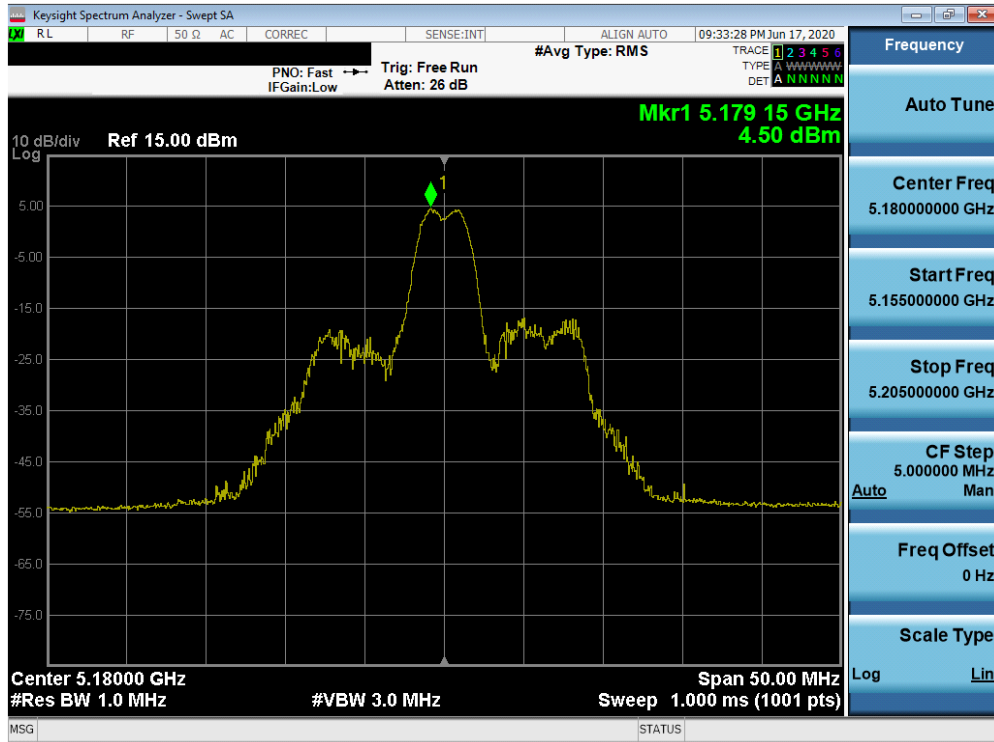 Keysight Spectrum Analyzer - Swept SA
LXI RL RF 50 Ω AC CORREC SENSE:INT ALIGN AUTO 09:33:28 PM Jun 17, 2020
PNO: Fast
IFGain:Low
Trig: Free Run
Atten: 26 dB
#Avg Type: RMS
TRACE 1 2 3 4 5 6
TYPE A WWWWW
DET A N N N N N
Mkr1 5.179 15 GHz
4.50 dBm
10 dB/div Ref 15.00 dBm
Log
1
5.00
-5.00
-15.0
-25.0
-35.0
-45.0
-55.0
-65.0
-75.0
Center 5.18000 GHz Span 50.00 MHz
#Res BW 1.0 MHz #VBW 3.0 MHz Sweep 1.000 ms (1001 pts)
MSG STATUS
Frequency
Auto Tune
Center Freq
5.180000000 GHz
Start Freq
5.155000000 GHz
Stop Freq
5.205000000 GHz
CF Step
5.000000 MHz
Auto Man
Freq Offset
0 Hz
Scale Type
Log Lin